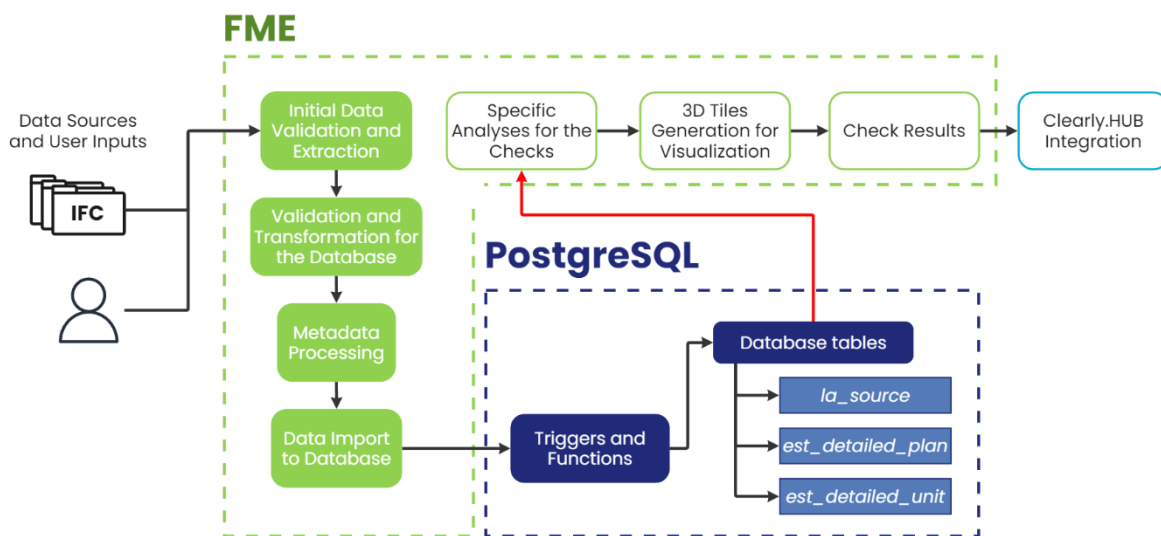 FME
Data Sources
and User Inputs
IFC
Initial Data
Validation and
Extraction
Validation and
Transformation for
the Database
Metadata
Processing
Data Import
to Database
Specific
Analyses for the
Checks
3D Tiles
Generation for
Visualization
Check Results
Clearly.HUB
Integration
PostgreSQL
Triggers and
Functions
Database tables
la_source
est_detailed_plan
est_detailed_unit